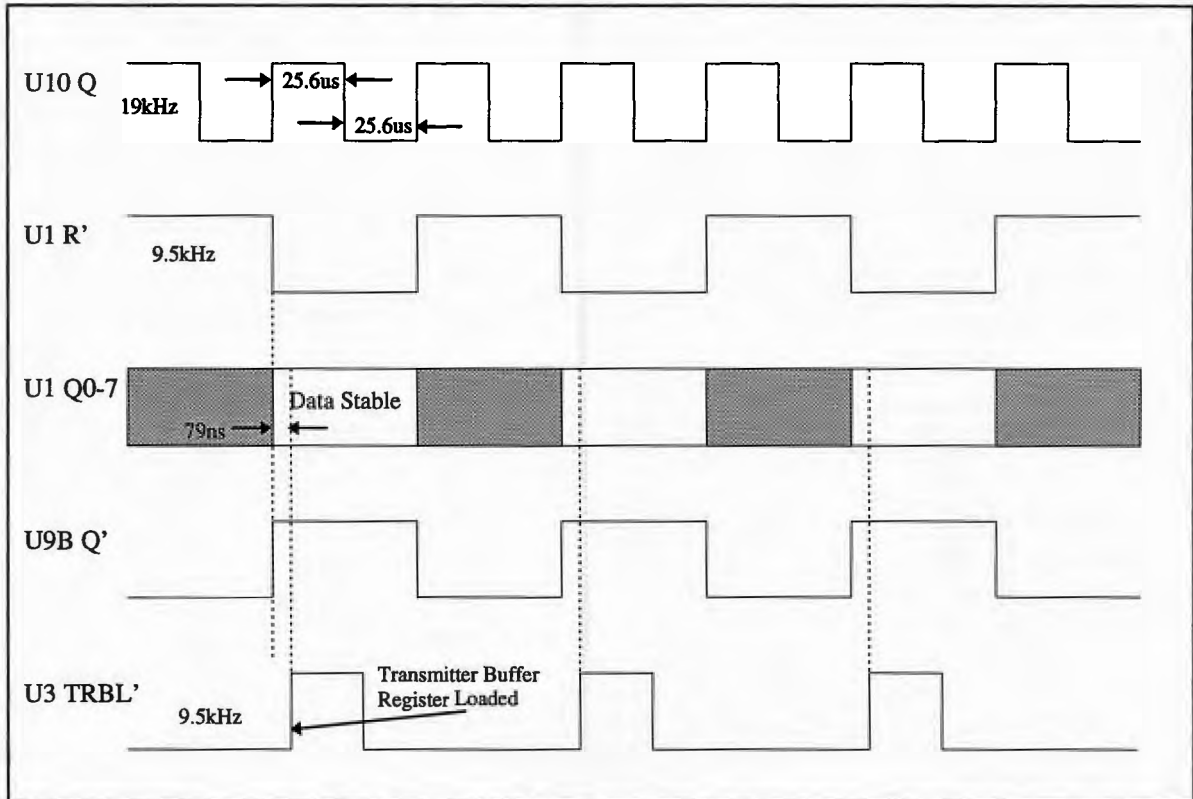 U10 Q
19kHz
25.6us
25.6us
U1 R'
9.5kHz
U1 Q0-7
Data Stable
79ns
U9B Q'
U3 TRBL'
9.5kHz
Transmitter Buffer
Register Loaded